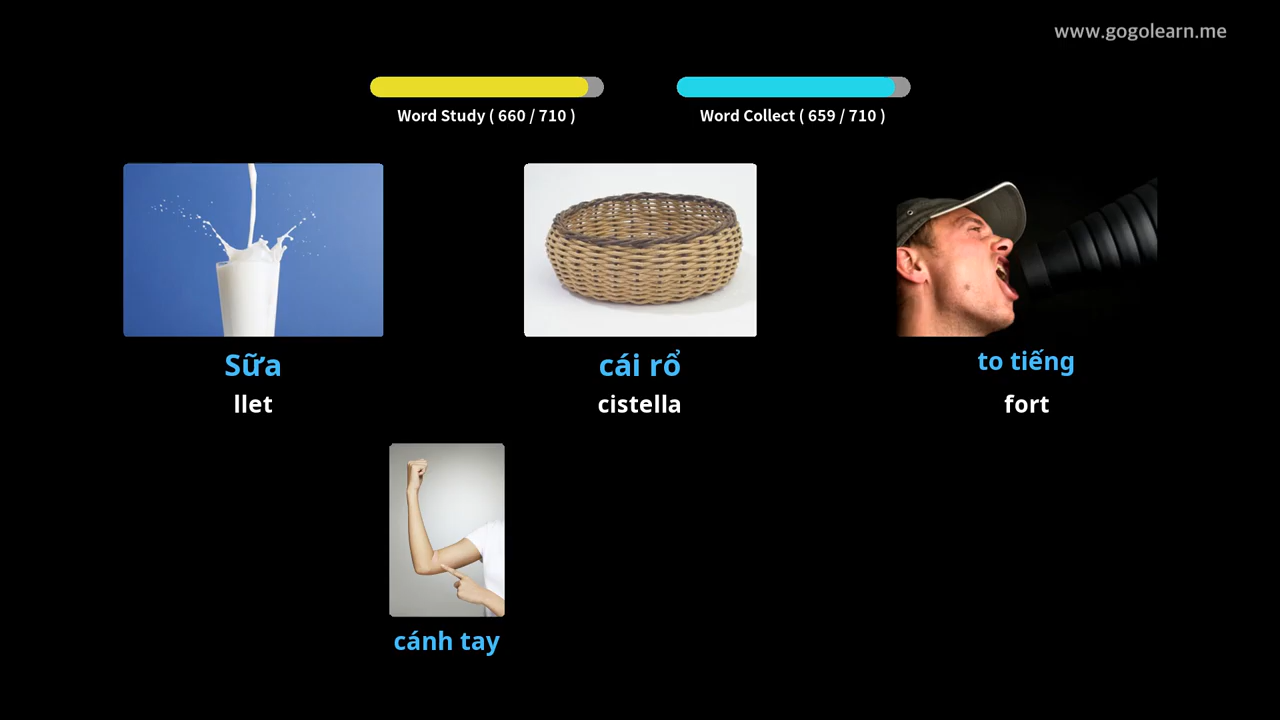 www.gogolearn.me
Word Study ( 660 / 710 )
Word Collect ( 659 / 710 )
Sữa
cái rổ
to tiếng
llet
cistella
fort
cánh tay